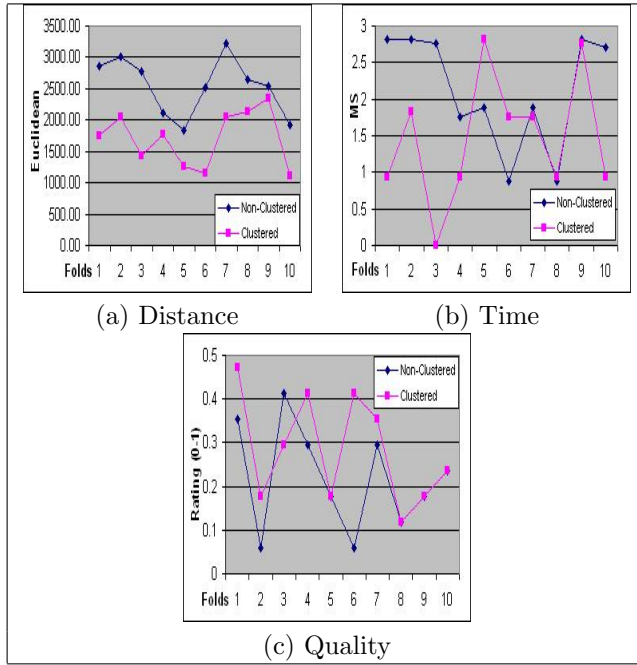 3500.00
3000.00
2500.00
2000.00
1500.00
1000.00
500.00
0.00
Euclidean
Non-Clustered
Clustered
Folds 1 2 3 4 5 6 7 8 9 10
(a) Distance
3
2.5
2
1.5
1
0.5
0
MS
Non-Clustered
Clustered
Folds 1 2 3 4 5 6 7 8 9 10
(b) Time
0.5
0.4
0.3
0.2
0.1
0
Rating (0-1)
Non-Clustered
Clustered
Folds 1 2 3 4 5 6 7 8 9 10
(c) Quality